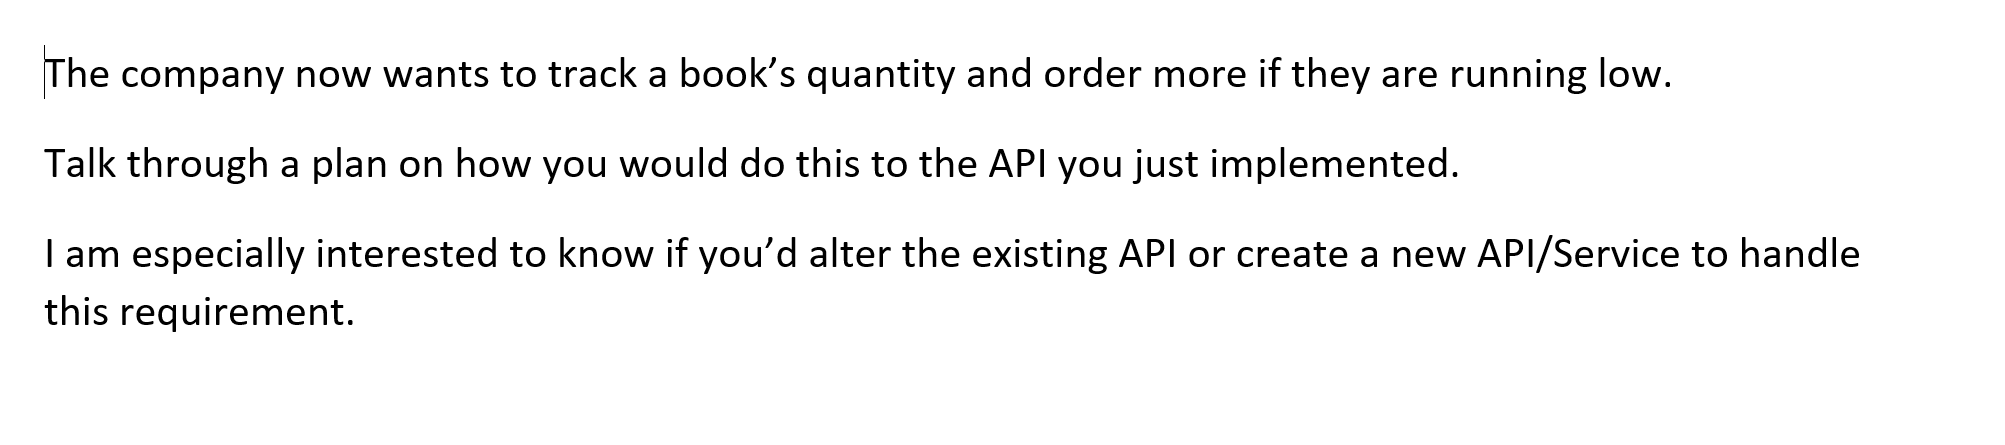 The company now wants to track a book’s quantity and order more if they are running low.
Talk through a plan on how you would do this to the API you just implemented.
I am especially interested to know if you’d alter the existing API or create a new API/Service to handle
this requirement.